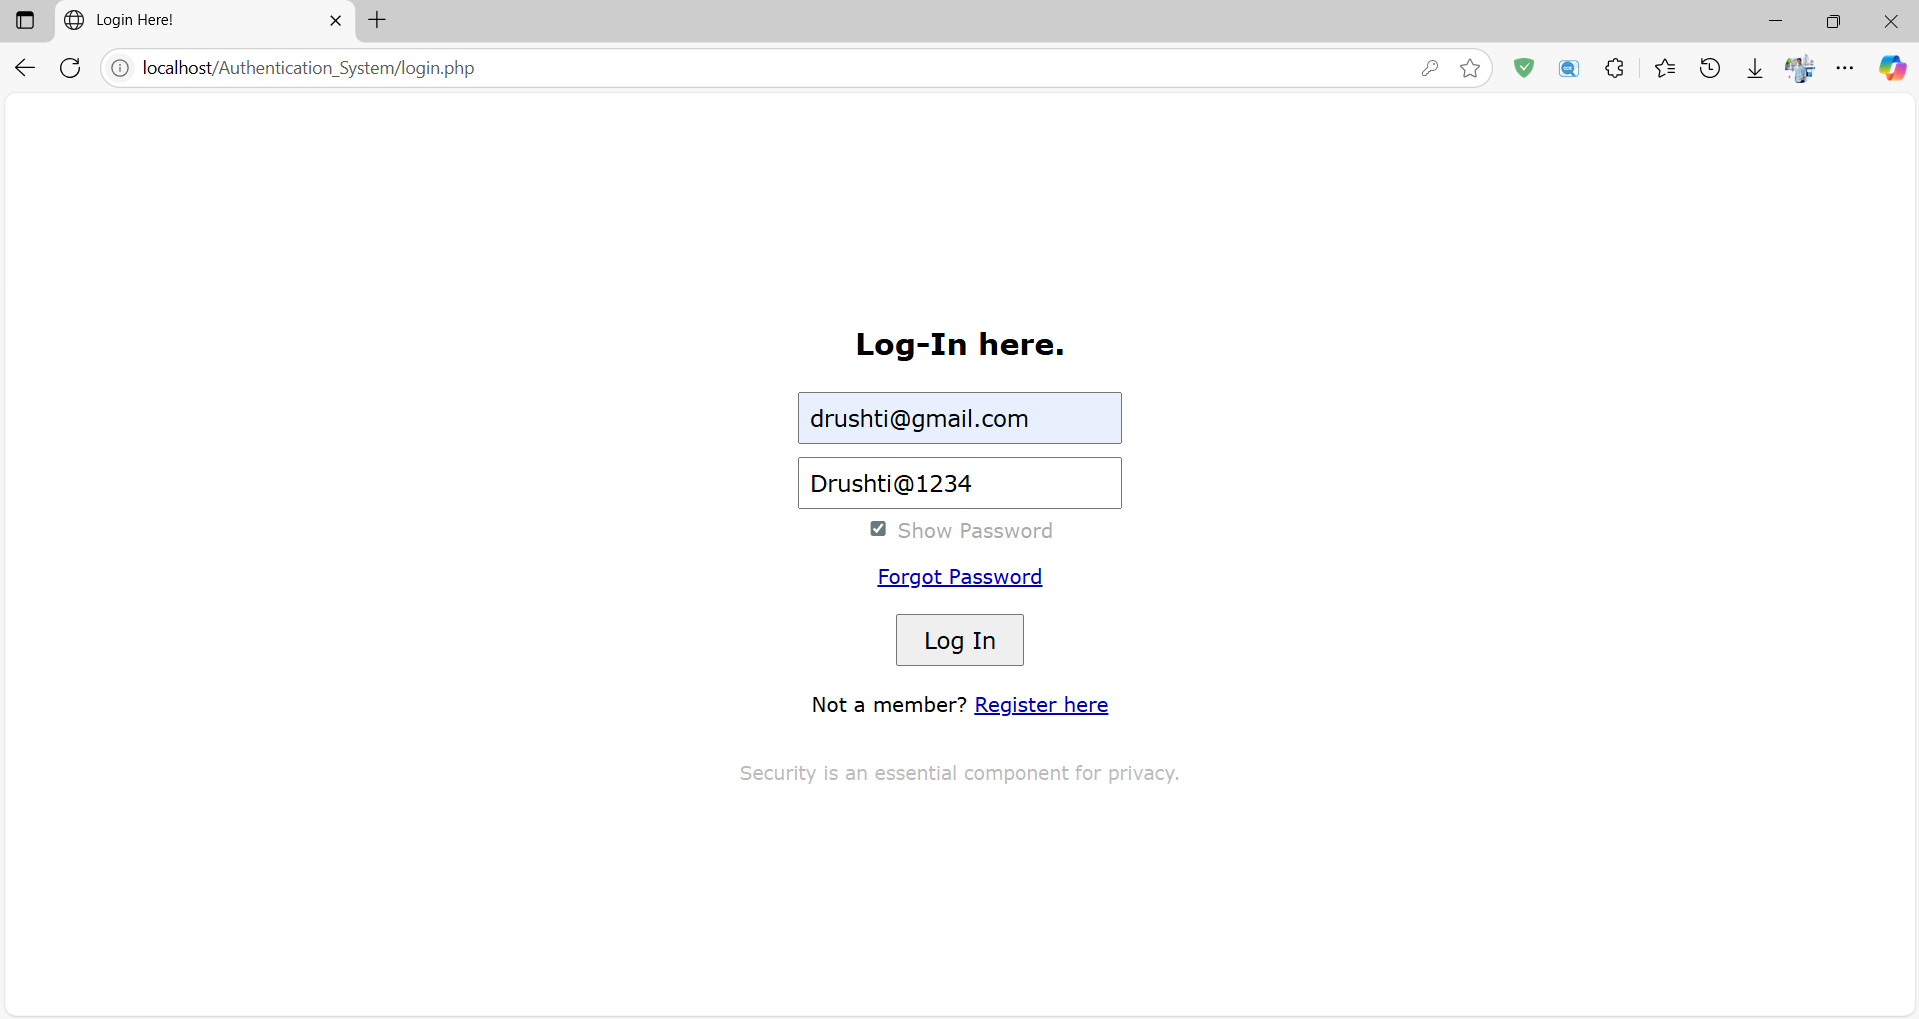 Login Here!
localhost/Authentication_System/login.php
Log-In here.
drushti@gmail.com
Drushti@1234
Show Password
Forgot Password
Log In
Not a member? Register here
Security is an essential component for privacy.